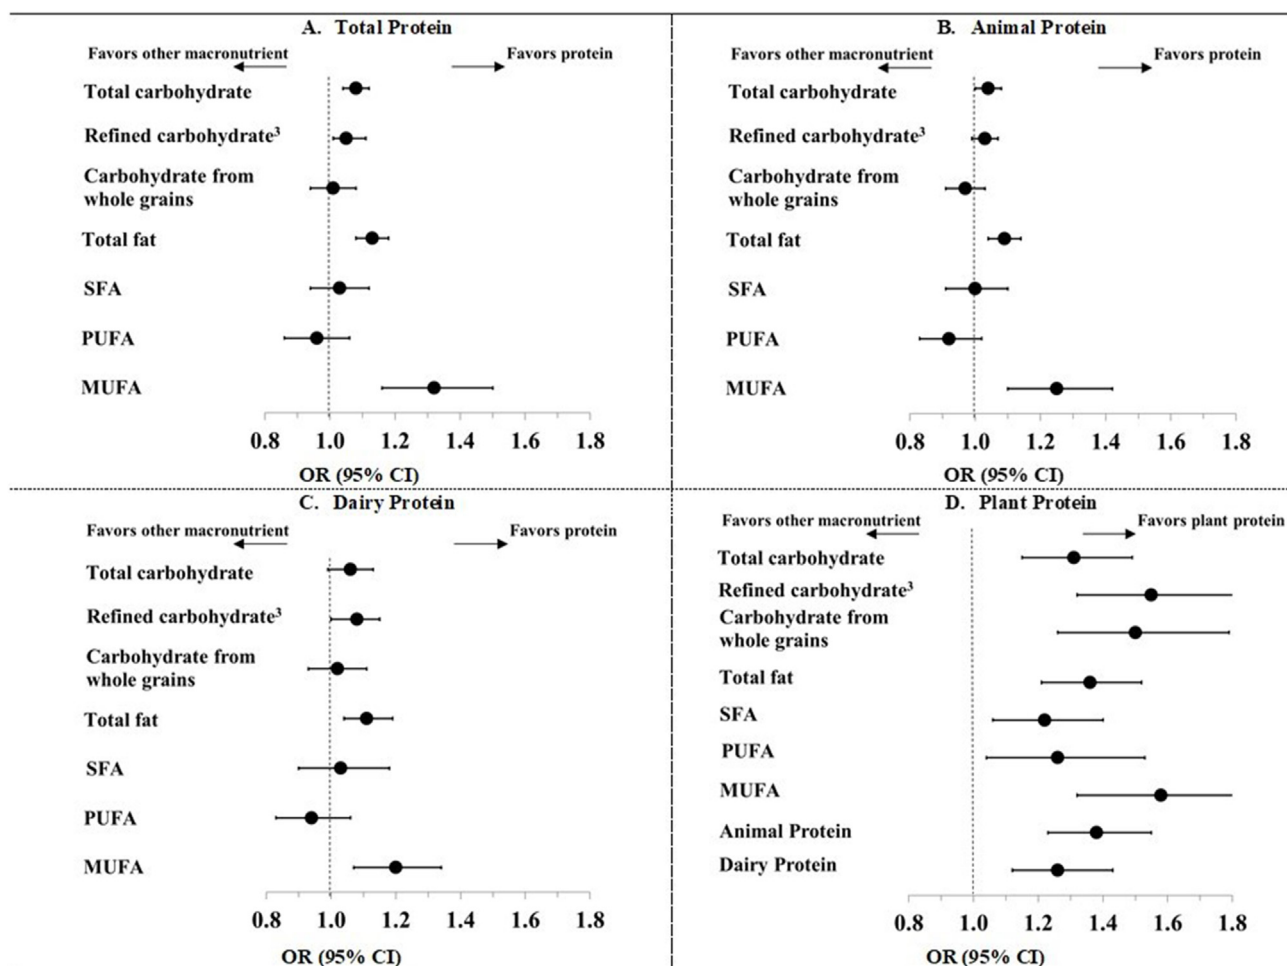 A. Total Protein
Favors other macronutrient
Favors protein
Total carbohydrate
Refined carbohydrate³
Carbohydrate from
whole grains
Total fat
SFA
PUFA
MUFA
0.8 1.0 1.2 1.4 1.6 1.8
OR (95% CI)
B. Animal Protein
Favors other macronutrient
Favors protein
Total carbohydrate
Refined carbohydrate³
Carbohydrate from
whole grains
Total fat
SFA
PUFA
MUFA
0.8 1.0 1.2 1.4 1.6 1.8
OR (95% CI)
C. Dairy Protein
Favors other macronutrient
Favors protein
Total carbohydrate
Refined carbohydrate³
Carbohydrate from
whole grains
Total fat
SFA
PUFA
MUFA
0.8 1.0 1.2 1.4 1.6 1.8
OR (95% CI)
D. Plant Protein
Favors other macronutrient
Favors plant protein
Total carbohydrate
Refined carbohydrate³
Carbohydrate from
whole grains
Total fat
SFA
PUFA
MUFA
Animal Protein
Dairy Protein
0.8 1.0 1.2 1.4 1.6 1.8
OR (95% CI)